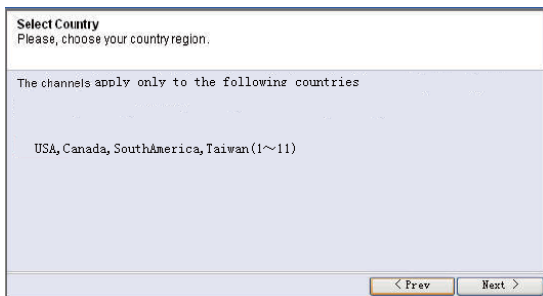 Select Country
Please, choose your country region.
The channels apply only to the following countries
USA, Canada, SouthAmerica, Taiwan(1～11)
< Prev Next >